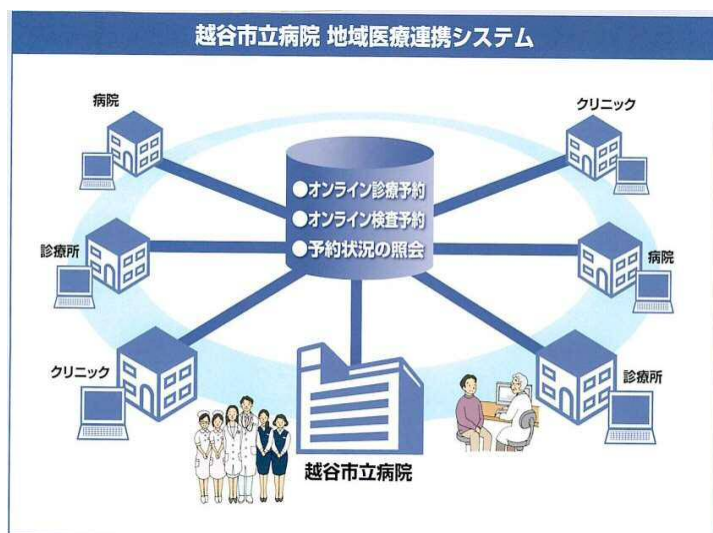 越谷市立病院 地域医療連携システム
病院
クリニック
●オンライン診療予約
●オンライン検査予約
●予約状況の照会
診療所
病院
クリニック
診療所
越谷市立病院